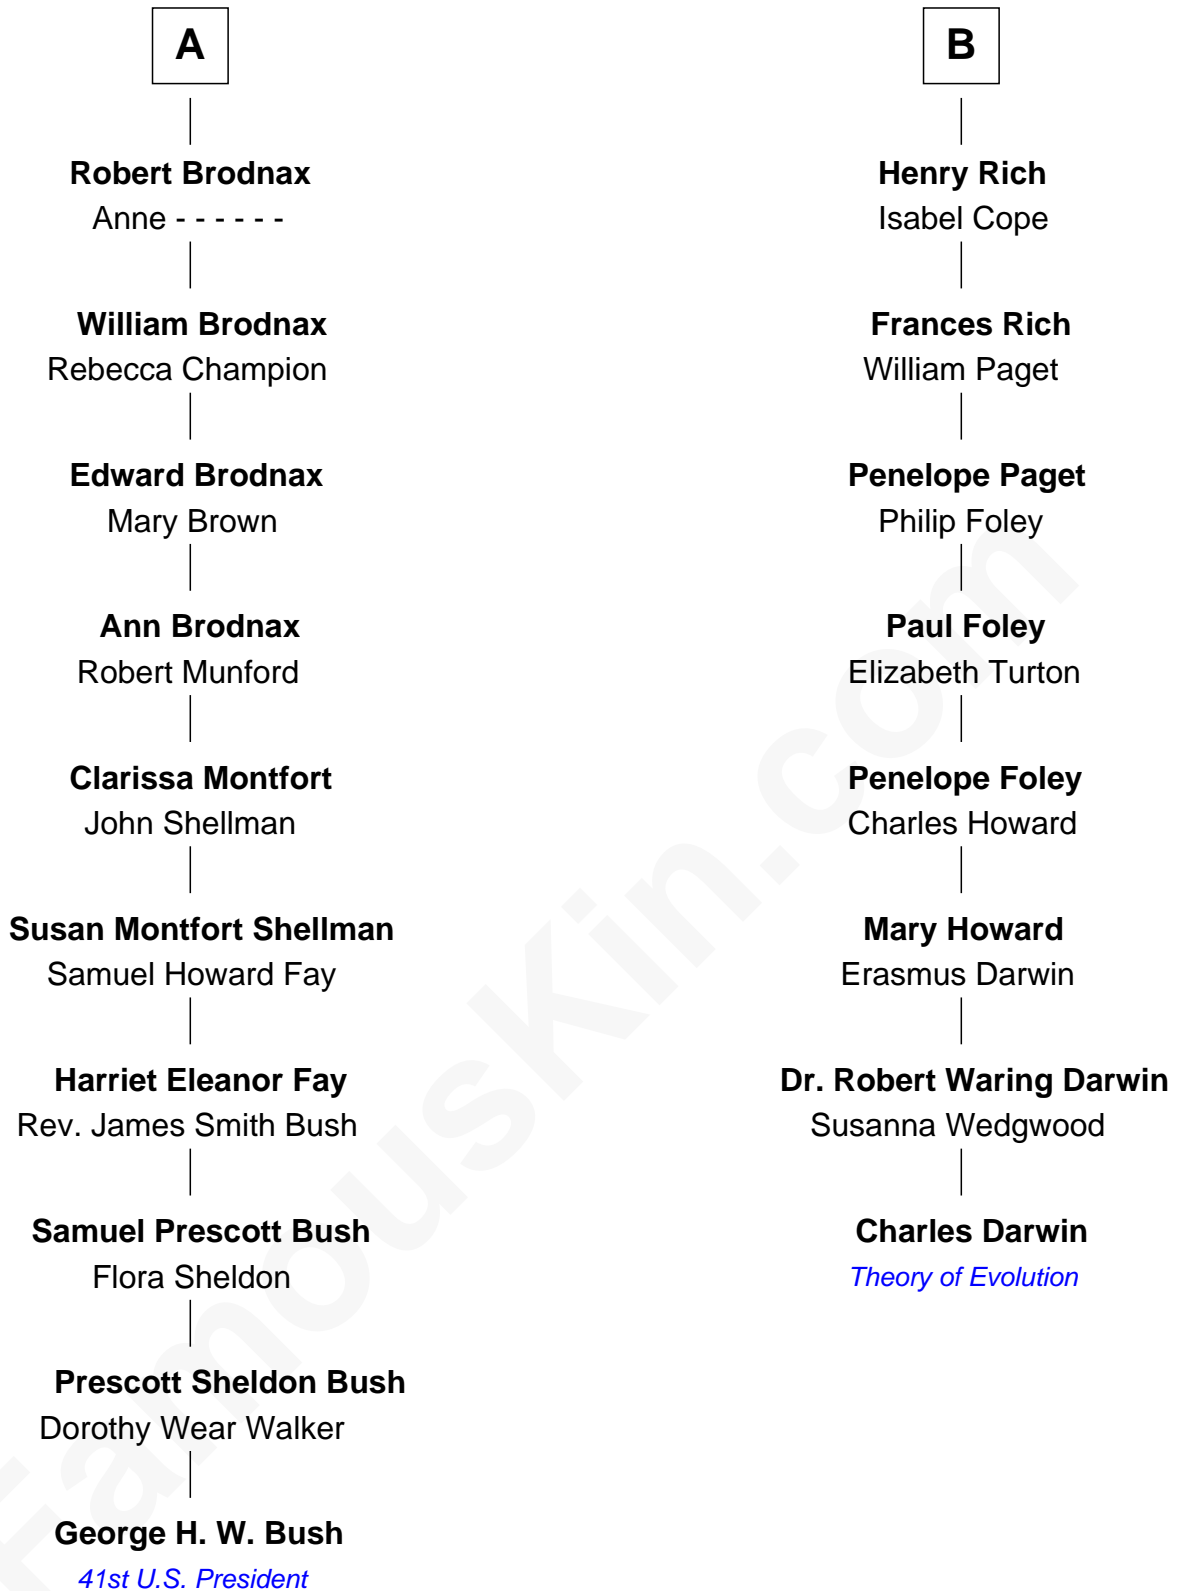 A
Robert Brodnax
Anne - - - - - -
William Brodnax
Rebecca Champion
Edward Brodnax
Mary Brown
Ann Brodnax
Robert Munford
Clarissa Montfort
John Shellman
Susan Montfort Shellman
Samuel Howard Fay
Harriet Eleanor Fay
Rev. James Smith Bush
Samuel Prescott Bush
Flora Sheldon
Prescott Sheldon Bush
Dorothy Wear Walker
George H. W. Bush
41st U.S. President
B
Henry Rich
Isabel Cope
Frances Rich
William Paget
Penelope Paget
Philip Foley
Paul Foley
Elizabeth Turton
Penelope Foley
Charles Howard
Mary Howard
Erasmus Darwin
Dr. Robert Waring Darwin
Susanna Wedgwood
Charles Darwin
Theory of Evolution
FamousKin.com